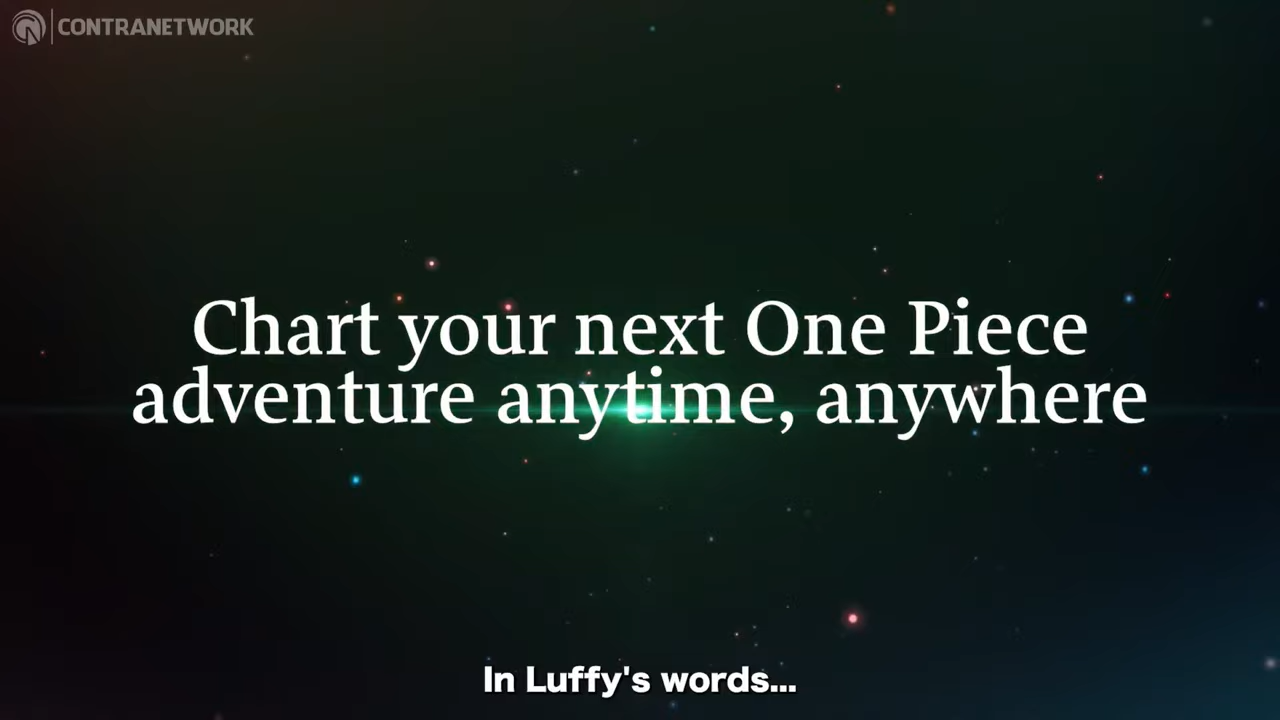 CONTRANETWORK
Chart your next One Piece
adventure anytime, anywhere
In Luffy's words...